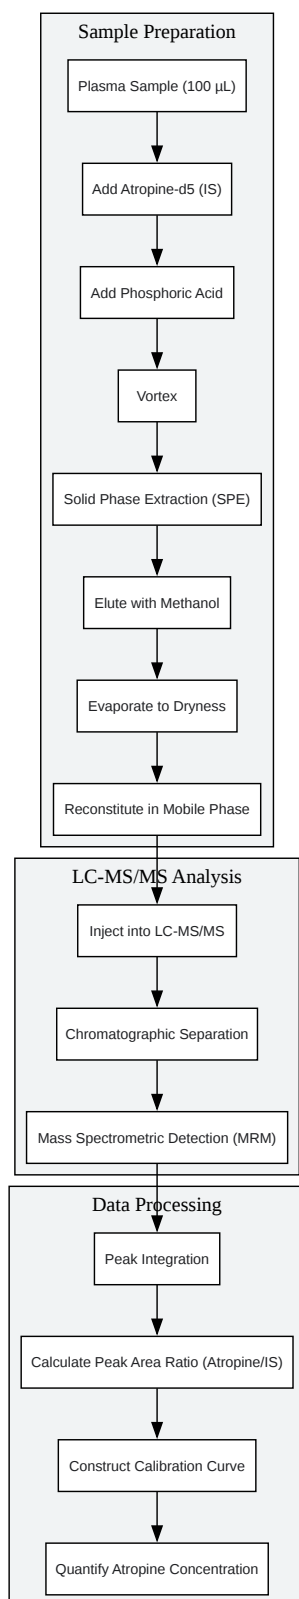 Sample Preparation
Plasma Sample (100 µL)
Add Atropine-d5 (IS)
Add Phosphoric Acid
Vortex
Solid Phase Extraction (SPE)
Elute with Methanol
Evaporate to Dryness
Reconstitute in Mobile Phase
LC-MS/MS Analysis
Inject into LC-MS/MS
Chromatographic Separation
Mass Spectrometric Detection (MRM)
Data Processing
Peak Integration
Calculate Peak Area Ratio (Atropine/IS)
Construct Calibration Curve
Quantify Atropine Concentration